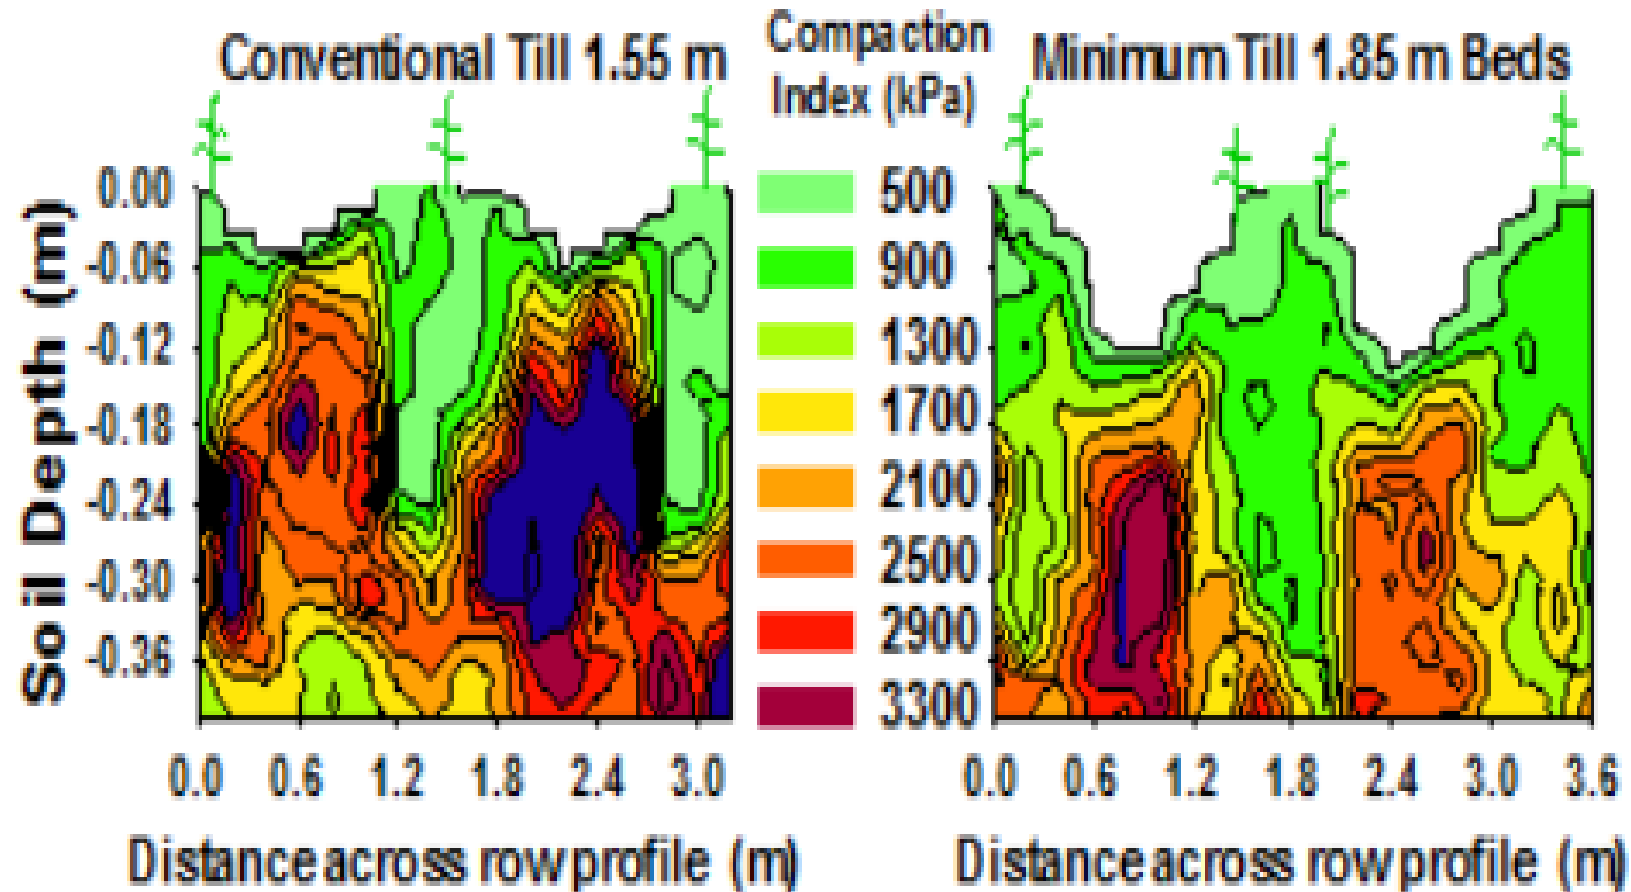 Conventional Till 1.55 m
Compaction
Index (kPa)
Minimum Till 1.85 m Beds
Soil Depth (m)
0.00
-0.06
-0.12
-0.18
-0.24
-0.30
-0.36
500
900
1300
1700
2100
2500
2900
3300
0.0 0.6 1.2 1.8 2.4 3.0
0.0 0.6 1.2 1.8 2.4 3.0 3.6
Distance across row profile (m)
Distance across row profile (m)